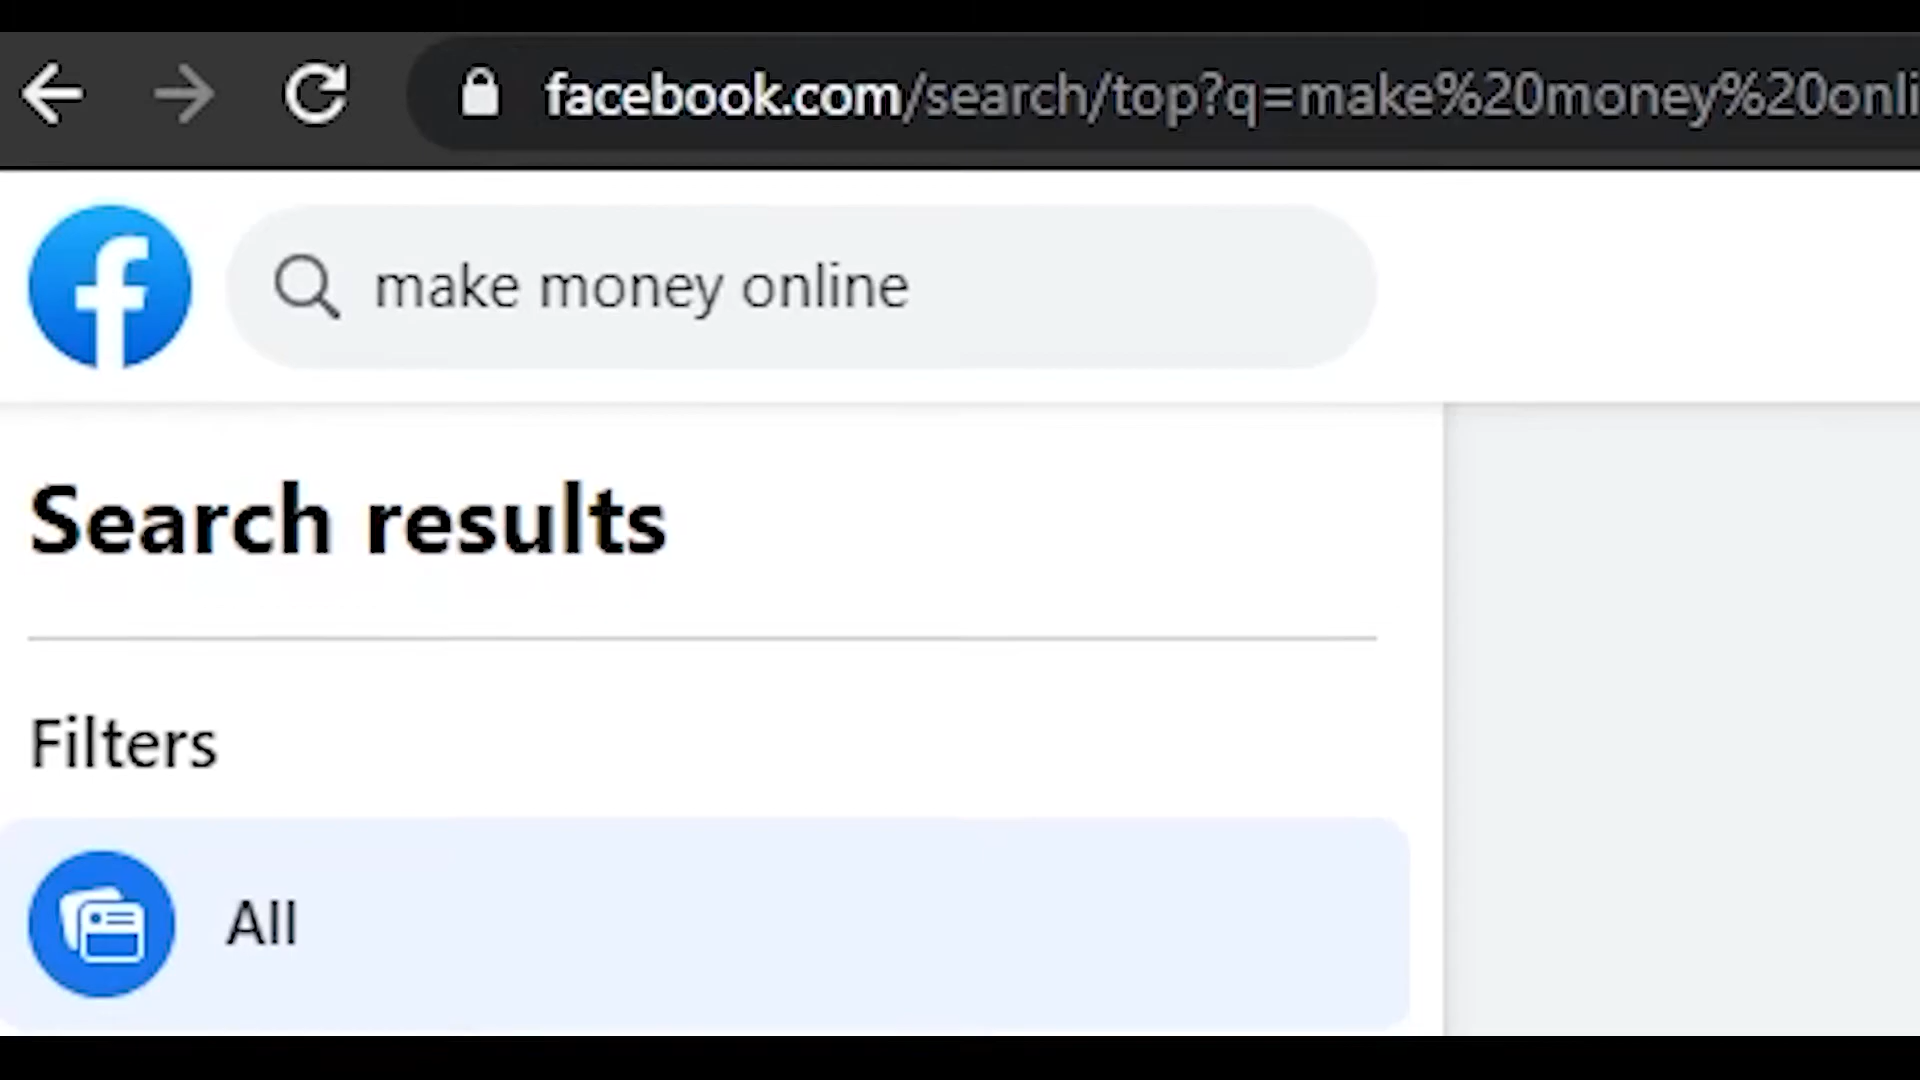 facebook.com/search/top?q=make%20money%20onli
make money online
Search results
Filters
All